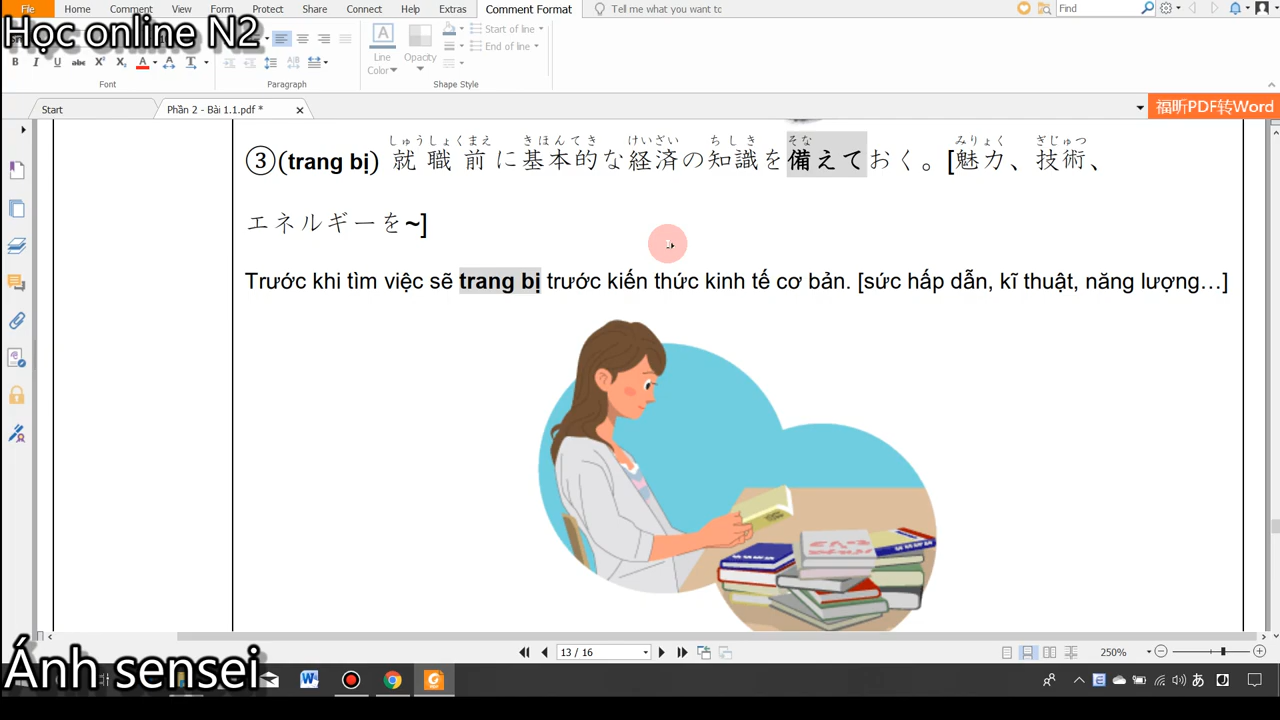 File Home Comment View Form Protect Share Connect Help Extras Comment Format Tell me what you want tc Find
Học online N2
Line Color Opacity Start of line End of line
Font Paragraph Shape Style
Start Phần 2 - Bài 1.1.pdf * 福昕PDF转Word
しゅうしょくまえ きほんてき けいざい ちしき そな みりょく ぎじゅつ
③(trang bị) 就職前に基本的な経済の知識を備えておく。[魅力、技術、
エネルギーを~]
Trước khi tìm việc sẽ trang bị trước kiến thức kinh tế cơ bản. [sức hấp dẫn, kĩ thuật, năng lượng…]
13 / 16 250%
Ánh sensei